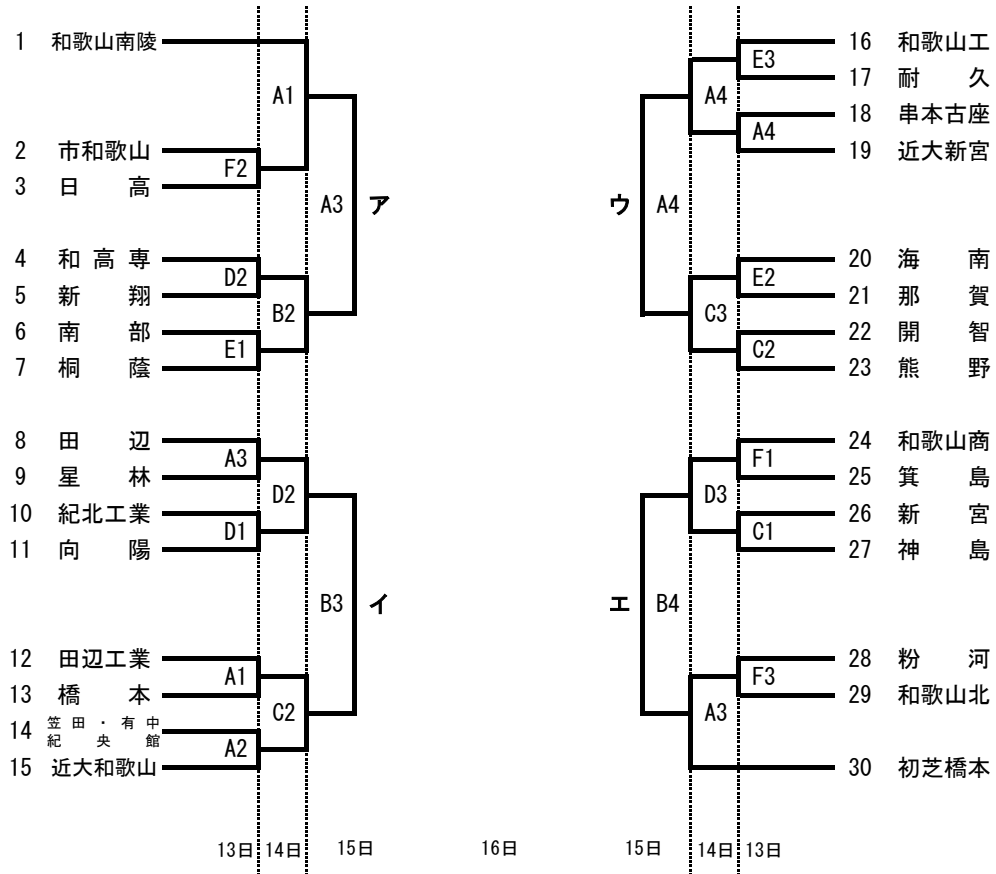 1 和歌山南陵
A1
2 市和歌山
F2
3 日高
A3 ア
4 和高専
D2
5 新翔
B2
6 南部
E1
7 桐蔭
8 田辺
A3
9 星林
D2
10 紀北工業
D1
11 向陽
B3 イ
12 田辺工業
A1
13 橋本
C2
14 笠田・有中
紀央館
A2
15 近大和歌山
16 和歌山工
E3
17 耐久
A4
18 串本古座
A4
19 近大新宮
ウ A4
20 海南
E2
21 那賀
C3
22 開智
C2
23 熊野
24 和歌山商
F1
25 箕島
D3
26 新宮
C1
27 神島
エ B4
28 粉河
F3
29 和歌山北
A3
30 初芝橋本
13日 14日 15日 16日 15日 14日 13日